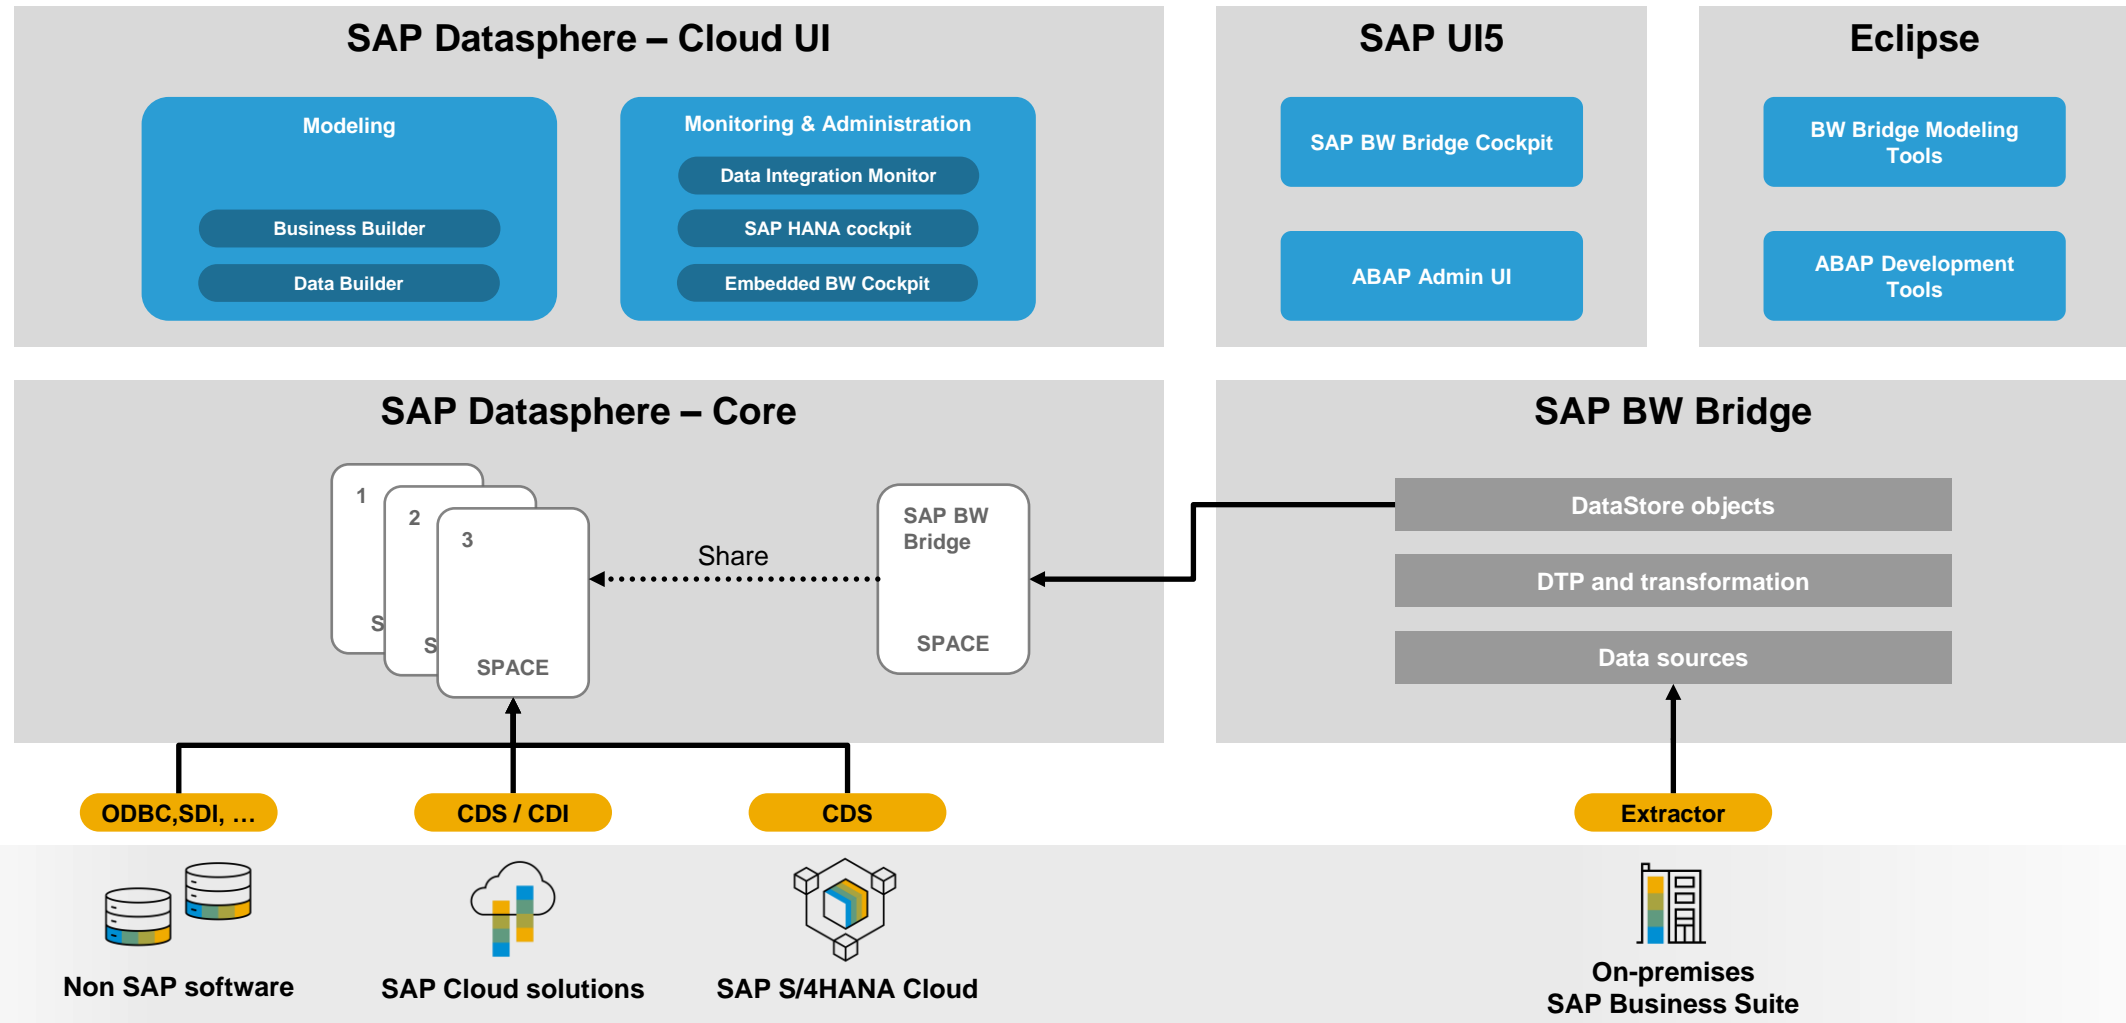 SAP Datasphere – Cloud UI
Modeling
Business Builder
Data Builder
Monitoring & Administration
Data Integration Monitor
SAP HANA cockpit
Embedded BW Cockpit
SAP UI5
SAP BW Bridge Cockpit
ABAP Admin UI
Eclipse
BW Bridge Modeling
Tools
ABAP Development
Tools
SAP Datasphere – Core
1
S
2
S
3
SPACE
Share
SAP BW
Bridge
SPACE
SAP BW Bridge
DataStore objects
DTP and transformation
Data sources
ODBC,SDI, …
CDS / CDI
CDS
Extractor
Non SAP software
SAP Cloud solutions
SAP S/4HANA Cloud
On-premises
SAP Business Suite